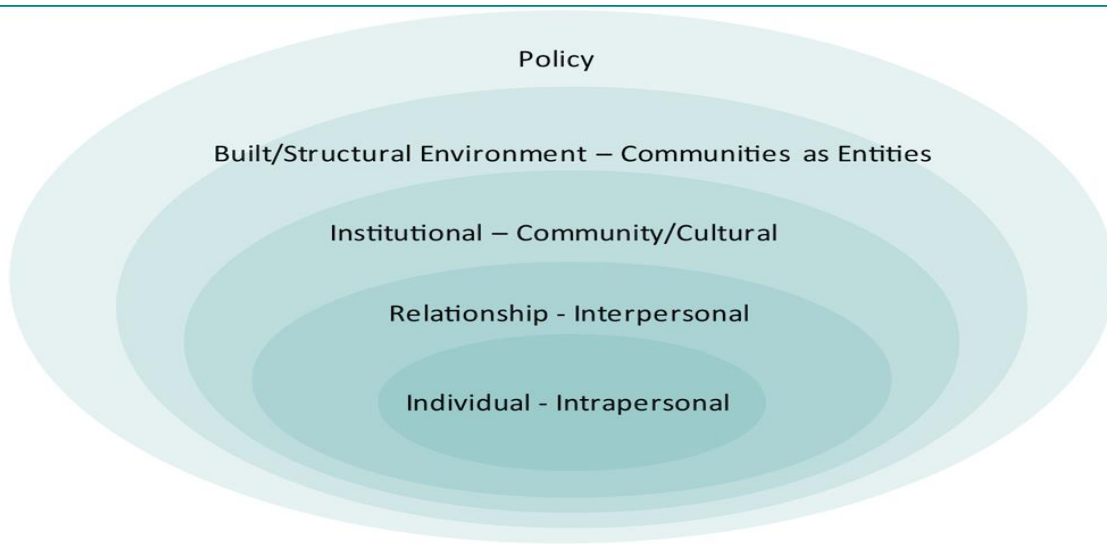 Policy
Built/Structural Environment – Communities as Entities
Institutional – Community/Cultural
Relationship - Interpersonal
Individual - Intrapersonal